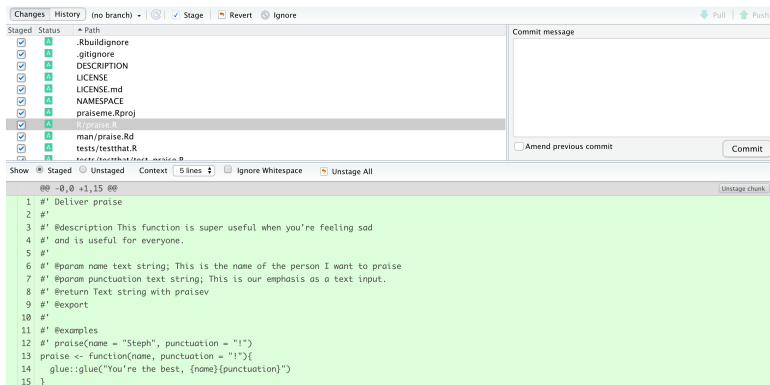 Changes History (no branch) Stage Revert Ignore Pull Push
Staged Status Path
Commit message
A .Rbuildignore
A .gitignore
A DESCRIPTION
A LICENSE
A LICENSE.md
A NAMESPACE
A praiseme.Rproj
A R/praise.R
A man/praise.Rd
A tests/testthat.R
A tests/testthat/test_praise.R
Amend previous commit Commit
Show Staged Unstaged Context 5 lines Ignore Whitespace Unstage All
@@ -0,0 +1,15 @@ Unstage chunk
1 #' Deliver praise
2 #'
3 #' @description This function is super useful when you're feeling sad
4 #' and is useful for everyone.
5 #'
6 #' @param name text string; This is the name of the person I want to praise
7 #' @param punctuation text string; This is our emphasis as a text input.
8 #' @return Text string with praisev
9 #' @export
10 #'
11 #' @examples
12 #' praise(name = "Steph", punctuation = "!")
13 praise <- function(name, punctuation = "!"){
14 glue::glue("You're the best, {name}{punctuation}")
15 }